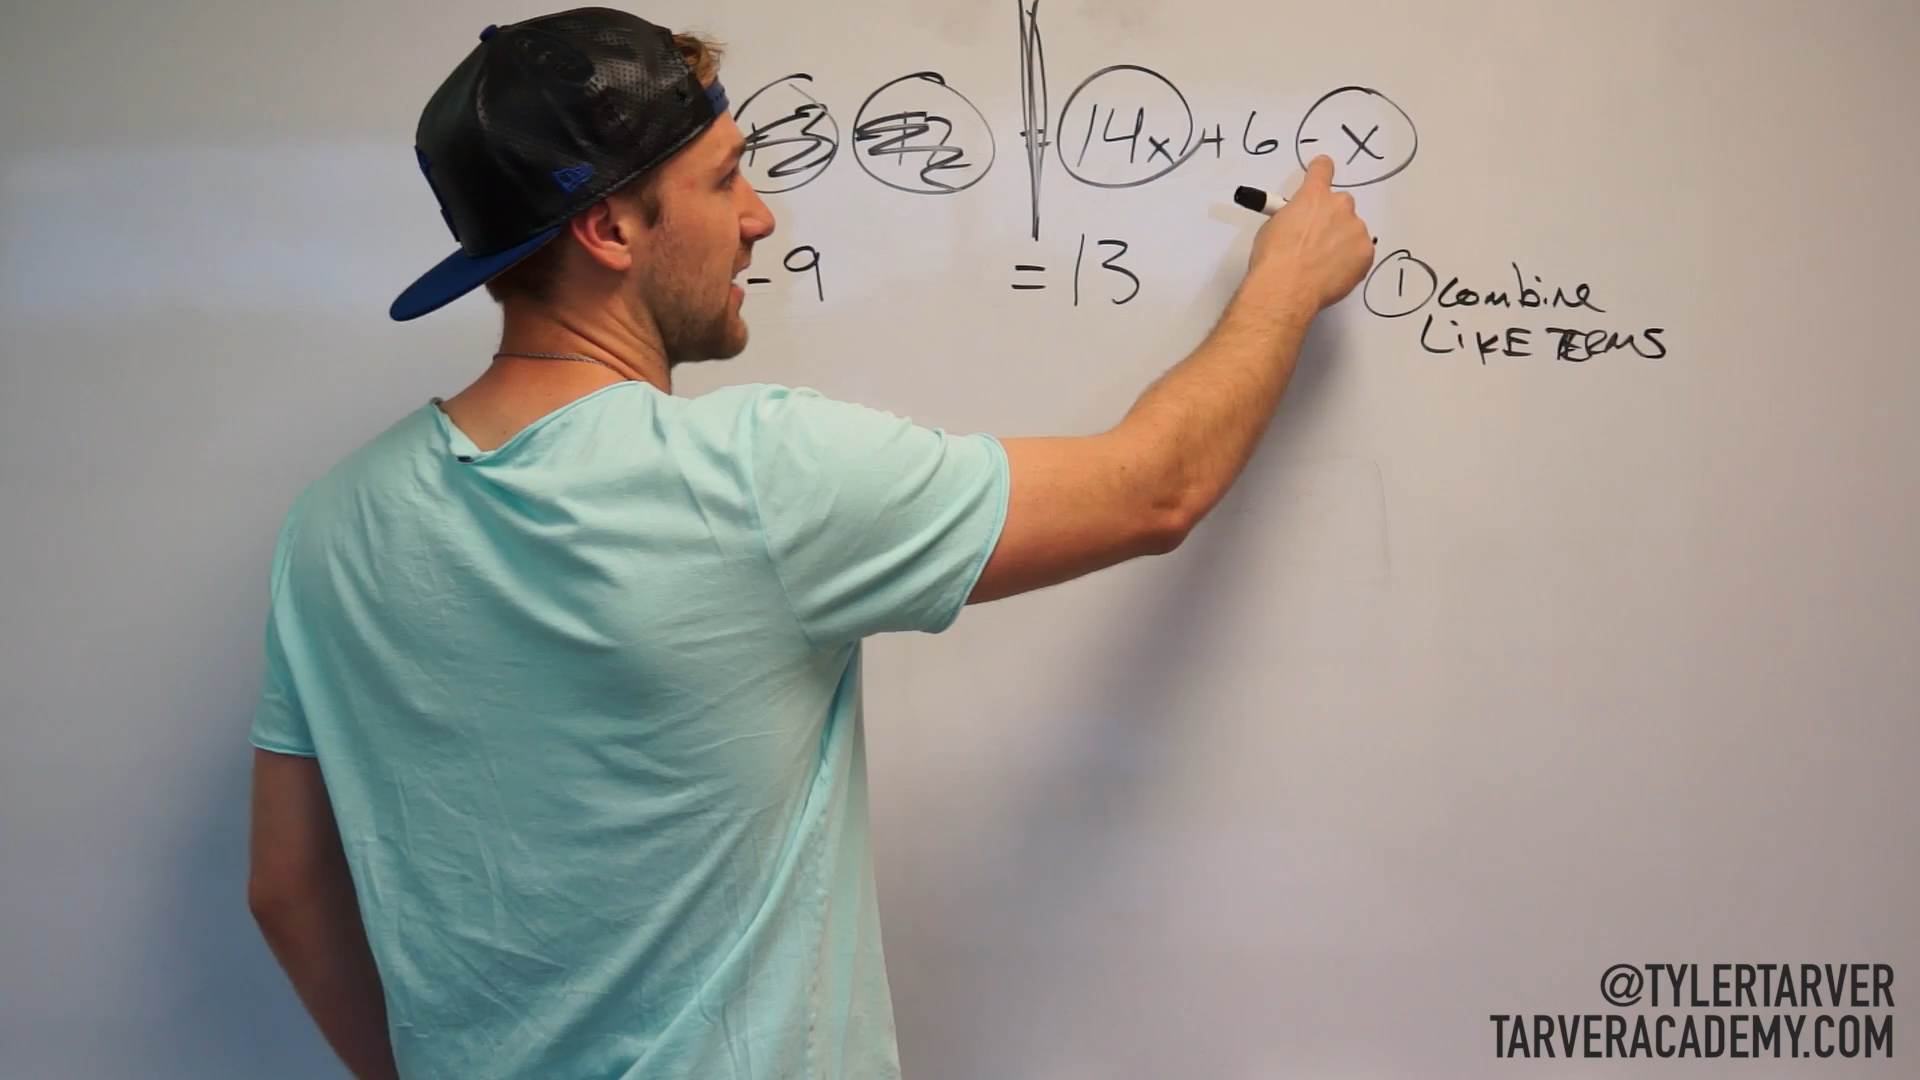 = 14x + 6 - x
- 9 = 13
① combine
LiKE TERMS
@TYLERTARVER
TARVERACADEMY.COM